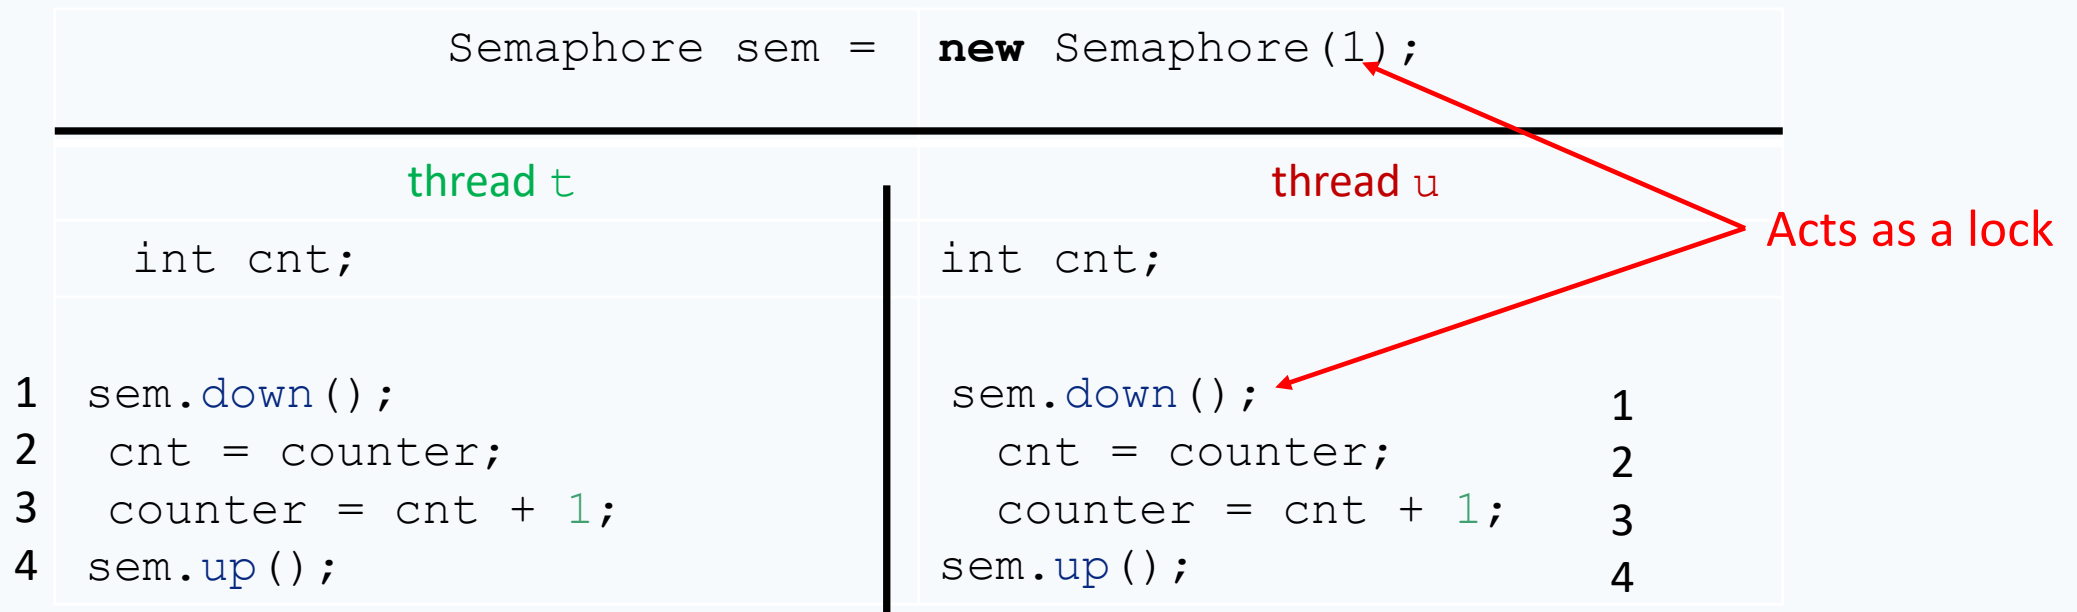 Semaphore sem = new Semaphore(1);
thread t
thread u
Acts as a lock
int cnt;
int cnt;
1 sem.down();
2 cnt = counter;
3 counter = cnt + 1;
4 sem.up();
sem.down(); 1
cnt = counter; 2
counter = cnt + 1; 3
sem.up(); 4